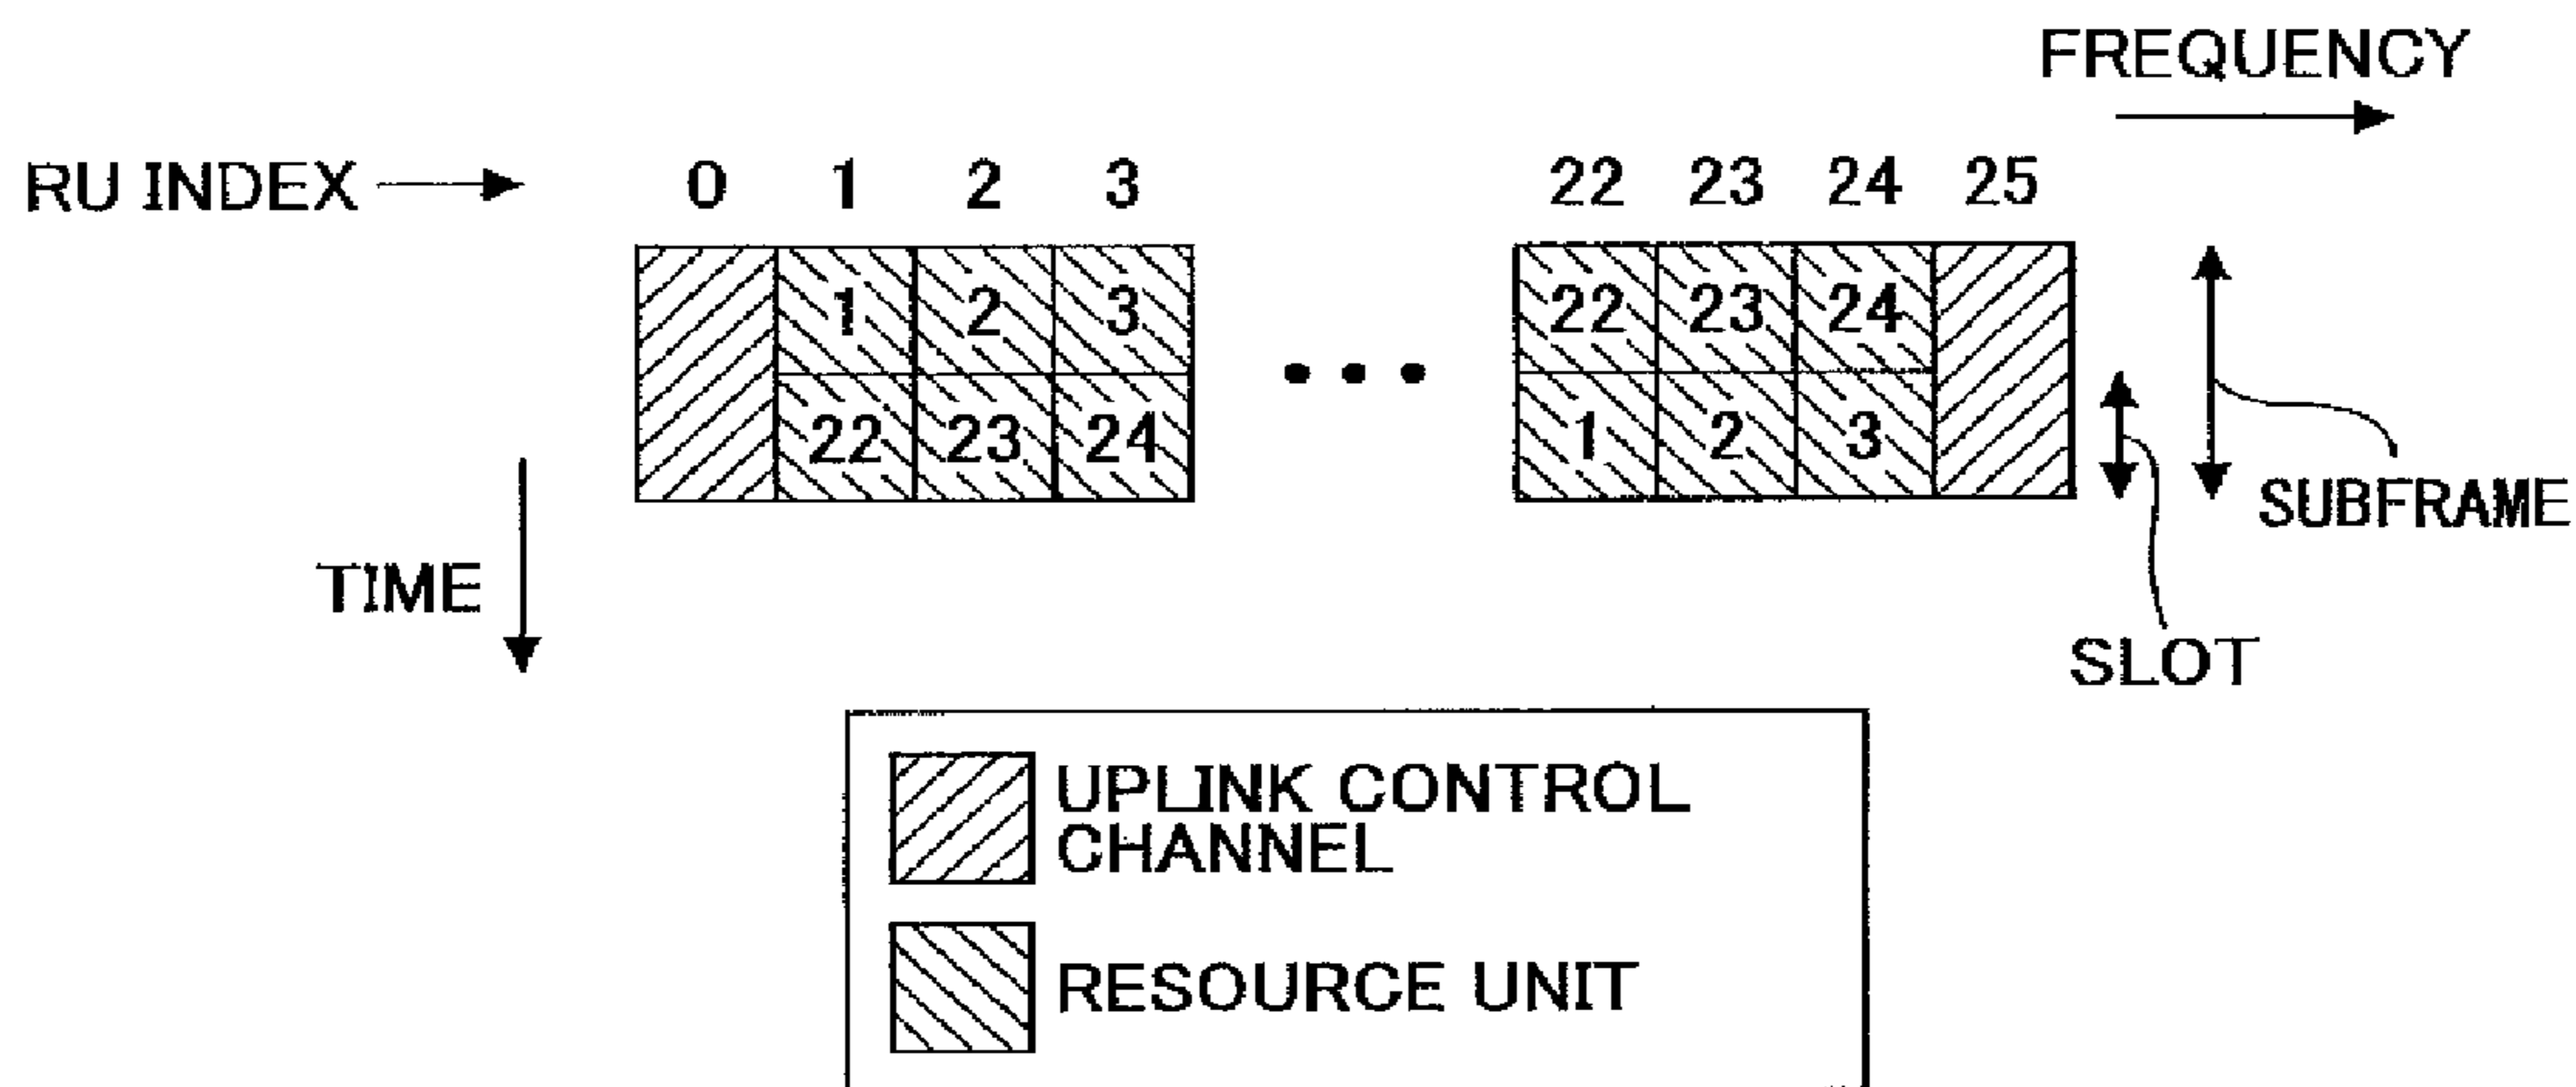 FREQUENCY
RU INDEX 0 1 2 3 22 23 24 25
1 2 3 22 23 24
22 23 24 1 2 3
SUBFRAME
TIME
SLOT
UPLINK CONTROL
CHANNEL
RESOURCE UNIT